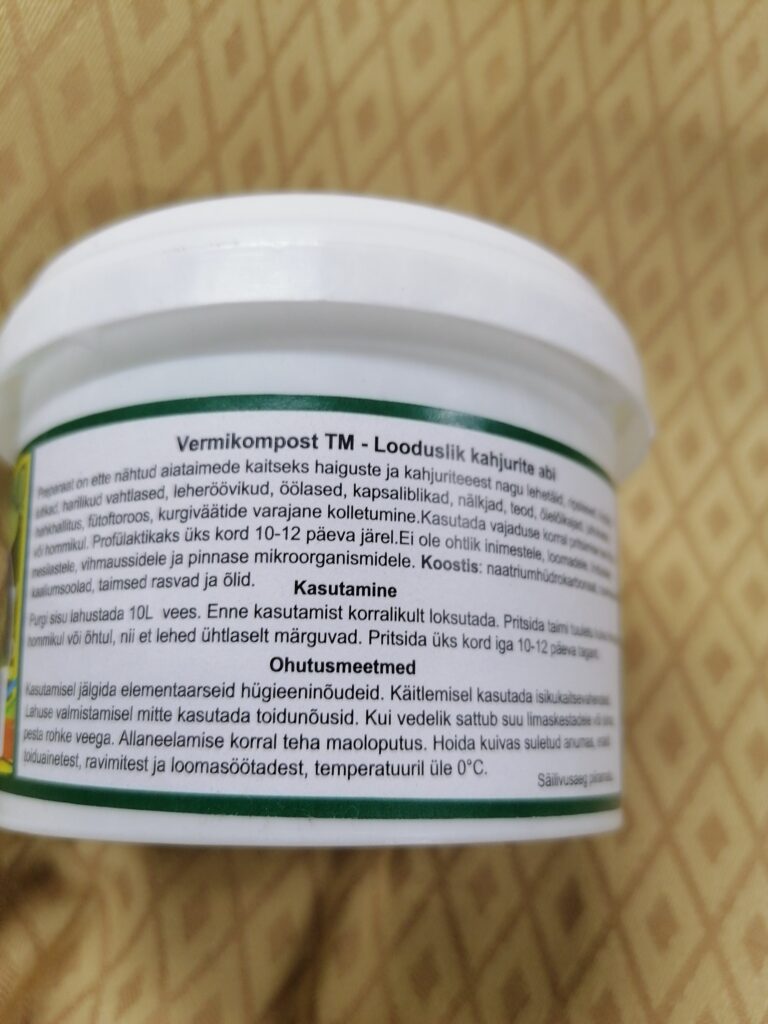 Vermikompost TM - Looduslik kahjurite abi
Preparaat on ette nähtud aiataimede kaitseks haiguste ja kahjuriteeest nagu lehetäid,
harilikud vahtlased, leheröövikud, öölased, kapsaliblikad, nälkjad, teod,
fütoftoroos, kurgiväätide varajane kolletumine.Kasutada vajaduse korral
või hommikul. Profülaktikaks üks kord 10-12 päeva järel.Ei ole ohtlik inimestele, loomadele,
mesilastele, vihmaussidele ja pinnase mikroorganismidele. Koostis: naatriumhüdrokarbonaat,
kaaliumsoolad, taimsed rasvad ja õlid.
Kasutamine
Purgi sisu lahustada 10L vees. Enne kasutamist korralikult loksutada. Pritsida taimi
hommikul või õhtul, nii et lehed ühtlaselt märguvad. Pritsida üks kord iga 10-12 päeva tagant.
Ohutusmeetmed
Kasutamisel jälgida elementaarseid hügieeninõudeid. Käitlemisel kasutada isikukaitsevahendeid.
Lahuse valmistamisel mitte kasutada toidunõusid. Kui vedelik sattub suu limaskestadele või
pesta rohke veega. Allaneelamise korral teha maoloputus. Hoida kuivas suletud anumas,
toiduainetest, ravimitest ja loomasöötadest, temperatuuril üle 0°C.
Säilivusaeg piiramatu.